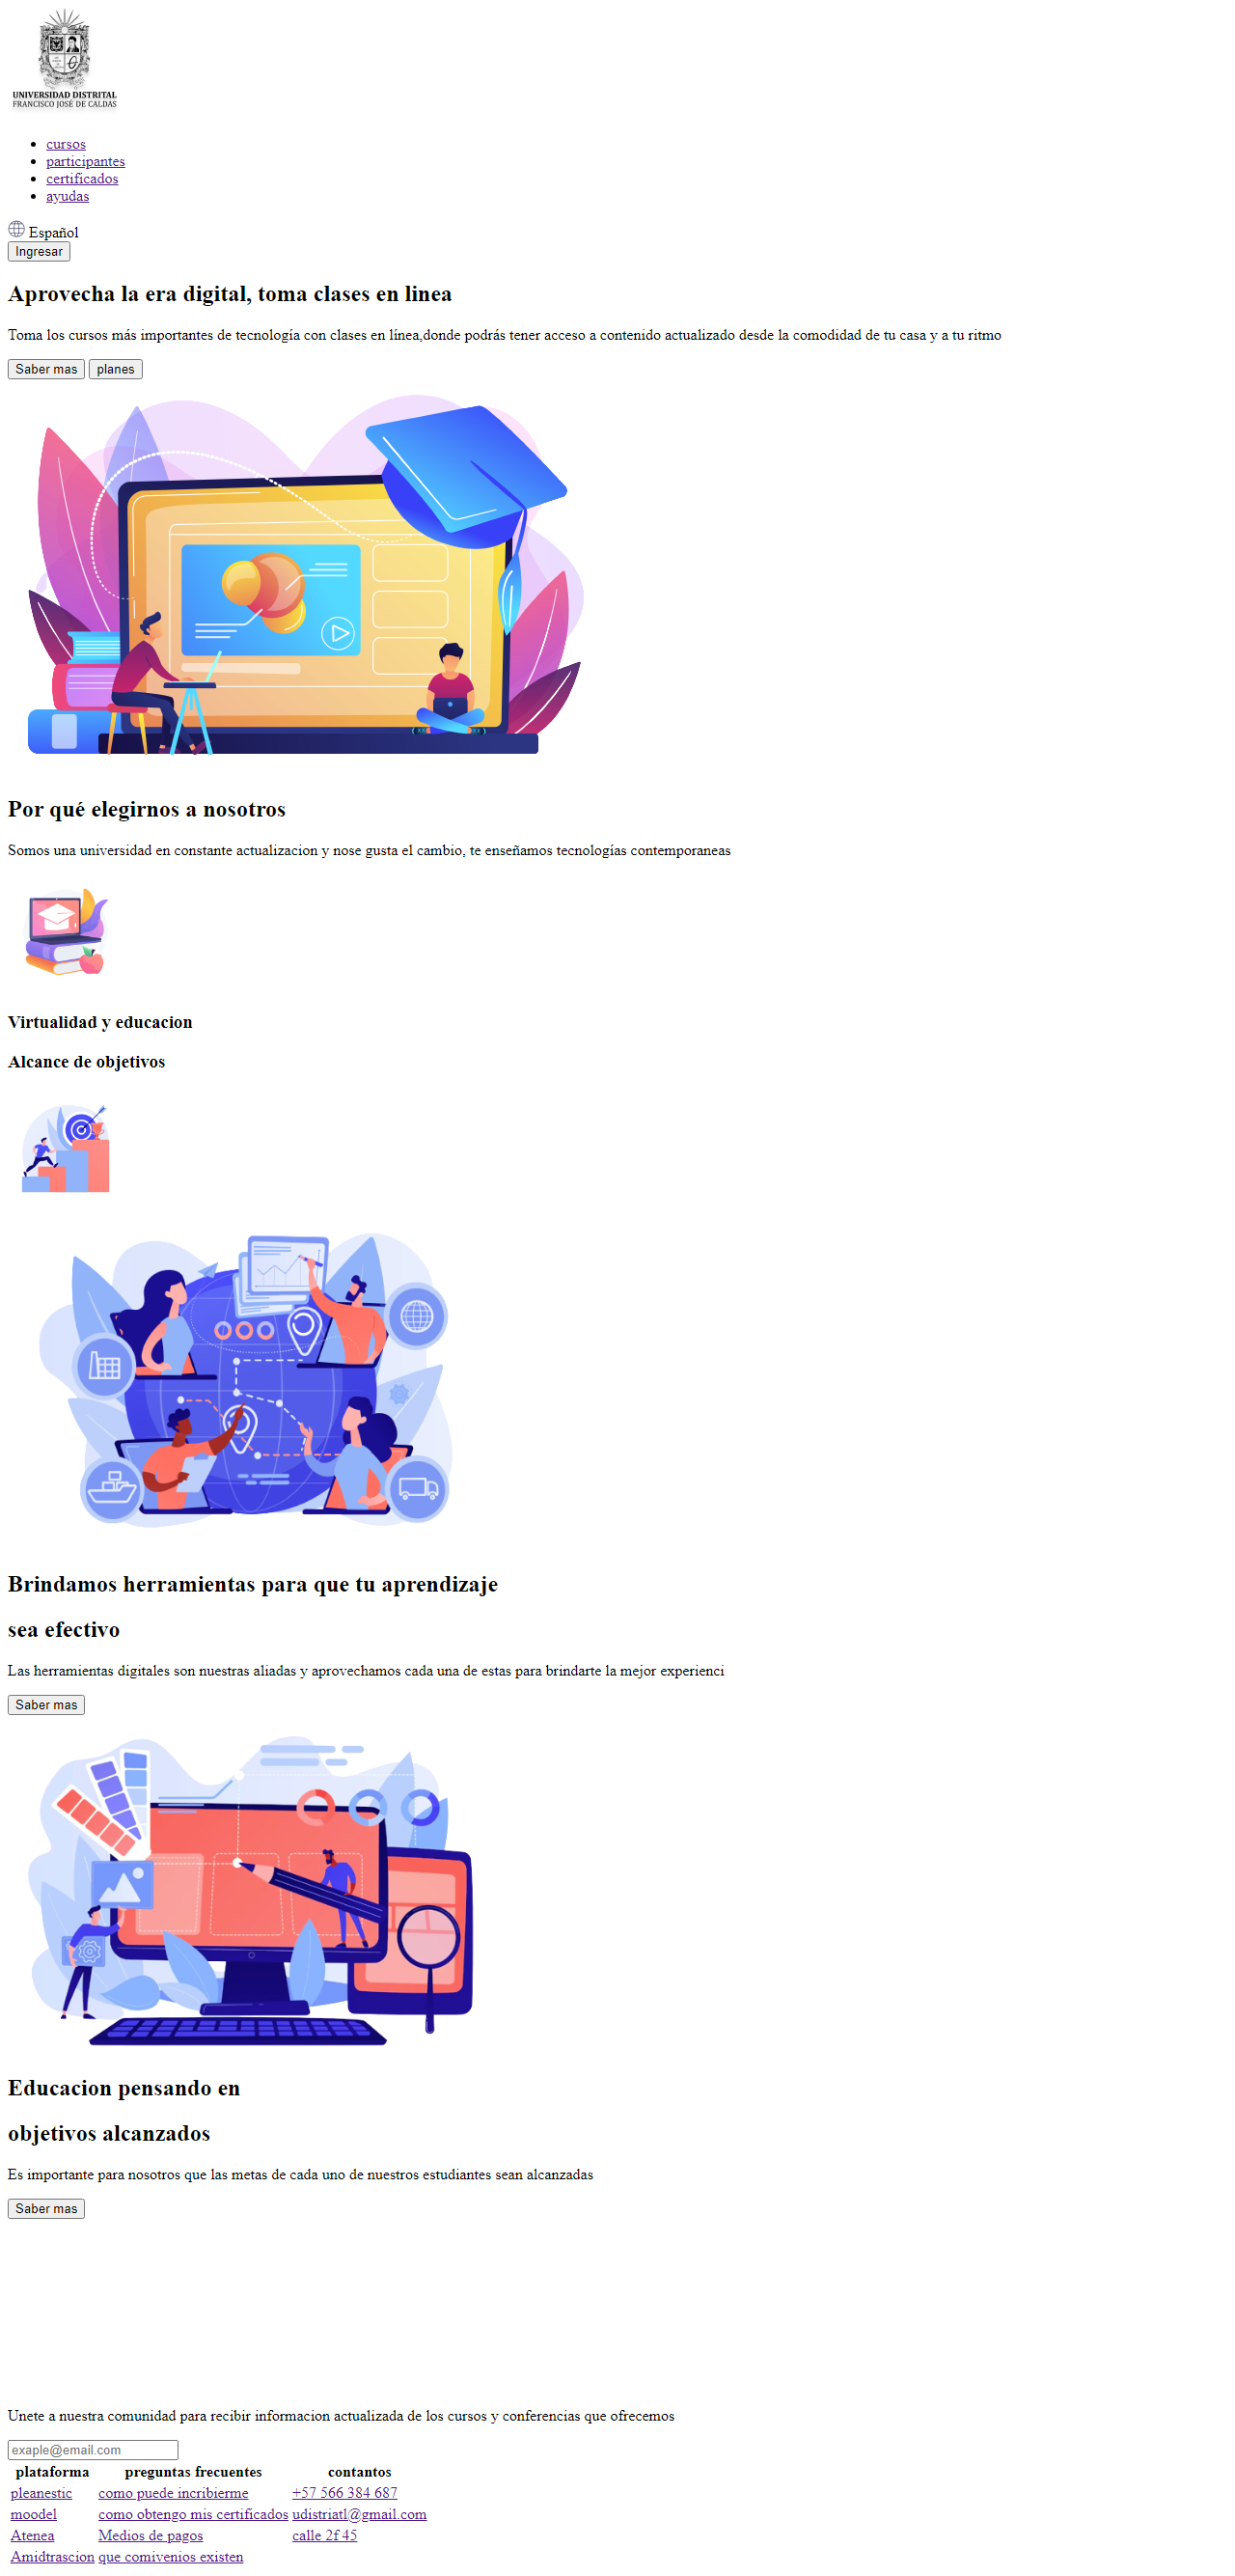 UNIVERSIDAD DISTRITAL
FRANCISCO JOSÉ DE CALDAS
cursos
participantes
certificados
ayudas
Español
Ingresar
Aprovecha la era digital, toma clases en linea
Toma los cursos más importantes de tecnología con clases en línea,donde podrás tener acceso a contenido actualizado desde la comodidad de tu casa y a tu ritmo
Saber mas planes
Por qué elegirnos a nosotros
Somos una universidad en constante actualizacion y nose gusta el cambio, te enseñamos tecnologías contemporaneas
Virtualidad y educacion
Alcance de objetivos
Brindamos herramientas para que tu aprendizaje
sea efectivo
Las herramientas digitales son nuestras aliadas y aprovechamos cada una de estas para brindarte la mejor experienci
Saber mas
Educacion pensando en
objetivos alcanzados
Es importante para nosotros que las metas de cada uno de nuestros estudiantes sean alcanzadas
Saber mas
Unete a nuestra comunidad para recibir informacion actualizada de los cursos y conferencias que ofrecemos
exaple@email.com
plataforma preguntas frecuentes contantos
pleanestic como puede incribierme +57 566 384 687
moodel como obtengo mis certificados udistriatl@gmail.com
Atenea Medios de pagos calle 2f 45
Amidtrascion que comivenios existen